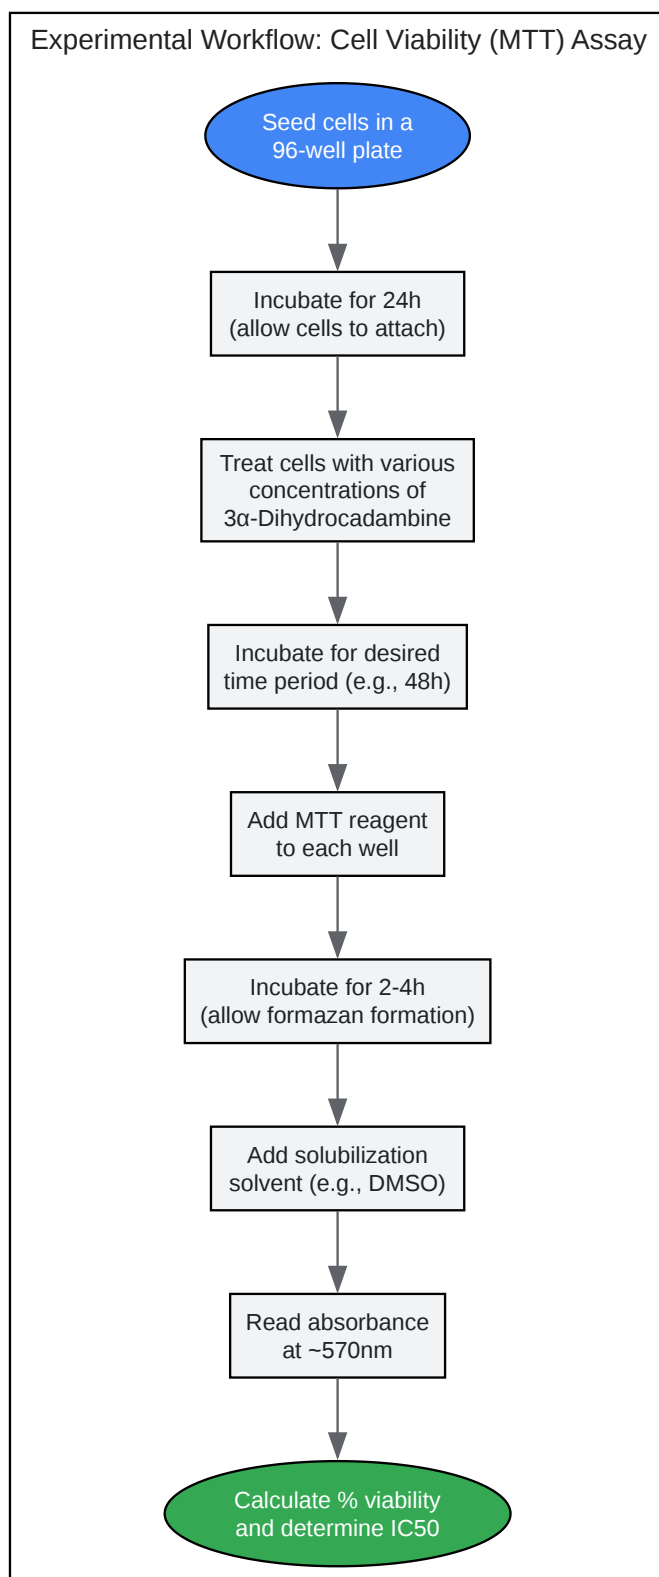 Experimental Workflow: Cell Viability (MTT) Assay
Seed cells in a
96-well plate
Incubate for 24h
(allow cells to attach)
Treat cells with various
concentrations of
3α-Dihydrocadambine
Incubate for desired
time period (e.g., 48h)
Add MTT reagent
to each well
Incubate for 2-4h
(allow formazan formation)
Add solubilization
solvent (e.g., DMSO)
Read absorbance
at ~570nm
Calculate % viability
and determine IC50